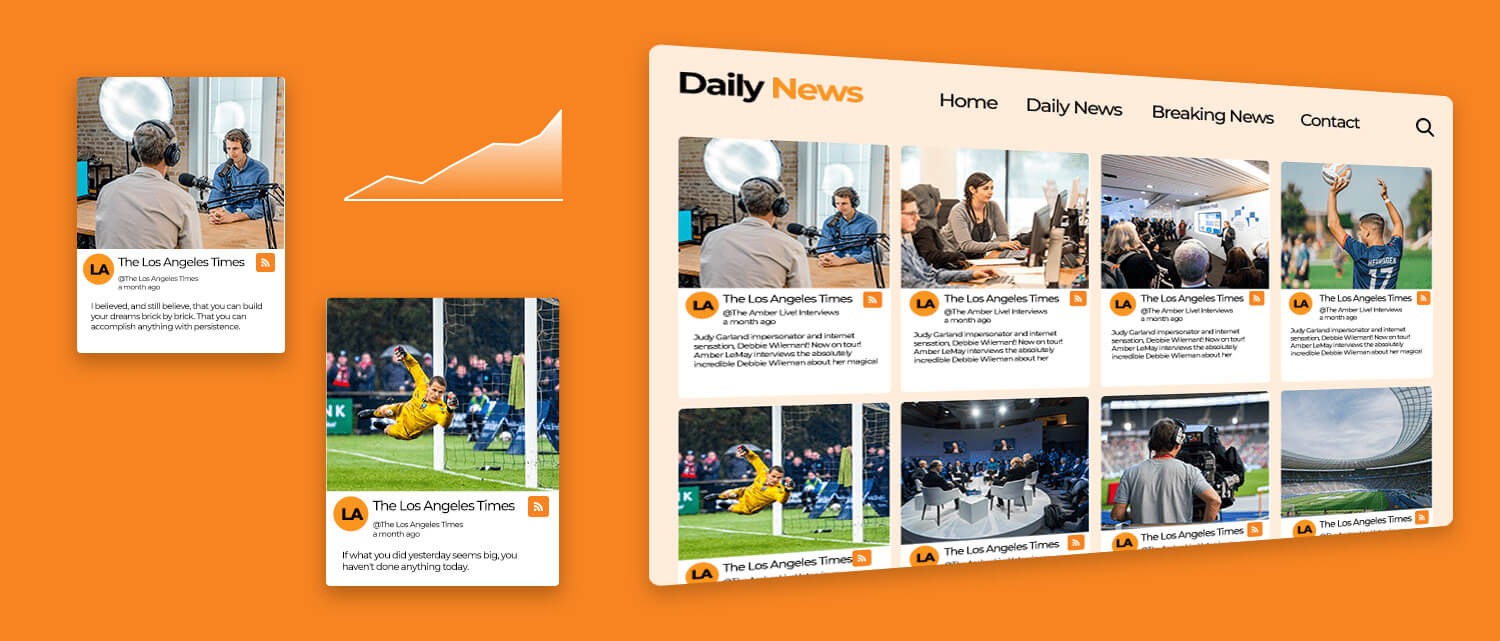 LA
The Los Angeles Times
@The Los Angeles Times
a month ago
I believed, and still believe, that you can build
your dreams brick by brick. That you can
accomplish anything with persistence.
NK
LA
The Los Angeles Times
@The Los Angeles Times
a month ago
If what you did yesterday seems big, you
haven't done anything today.
Daily News
Home
Daily News
Breaking News
Contact
LA
The Los Angeles Times
@The Amber Live! Interviews
a month ago
Judy Garland impersonator and internet
sensation, Debbie Wilemant! Now on tour!
Amber LeMay interviews the absolutely
incredible Debbie Wileman about her magical
LA
The Los Angeles Times
@The Amber Live! Interviews
a month ago
Judy Garland impersonator and internet
sensation, Debbie Wilemant! Now on tour!
Amber LeMay interviews the absolutely
incredible Debbie Wileman about her
LA
The Los Angeles Times
@The Amber Live! Interviews
a month ago
Judy Garland impersonator and internet
sensation, Debbie Wilemant! Now on tour!
Amber LeMay interviews the absolutely
incredible Debbie Wileman about her
17
LA
The Los Angeles Times
@The Amber Live! Interviews
a month ago
Judy Garland impersonator and internet
sensation, Debbie Wilemant! Now on tour!
Amber LeMay interviews the absolutely
incredible Debbie Wileman about her magical
NK
LA
The Los Angeles Times
LA
The Los Angeles Times
LA
The Los Angeles Times
LA
The Los Angeles Times